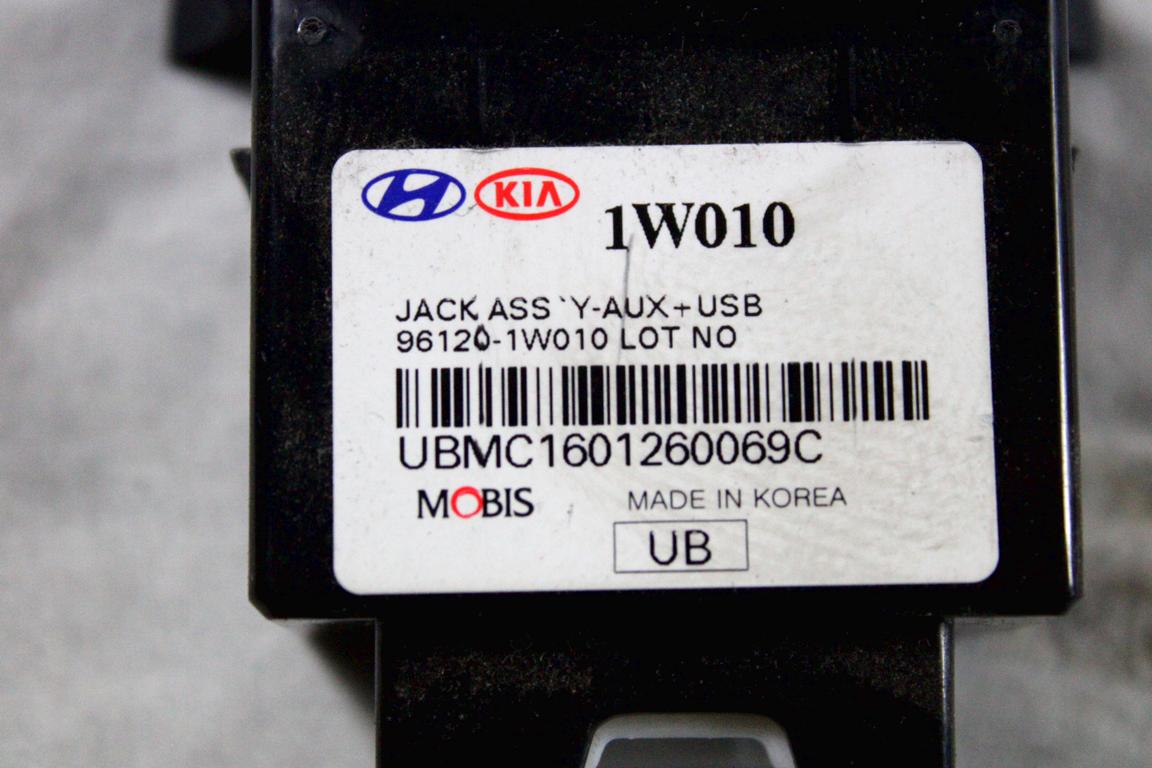 KIA
1W010
JACK ASS`Y-AUX+USB
96120-1W010 LOT NO
UBMC1601260069C
MOBIS MADE IN KOREA
UB